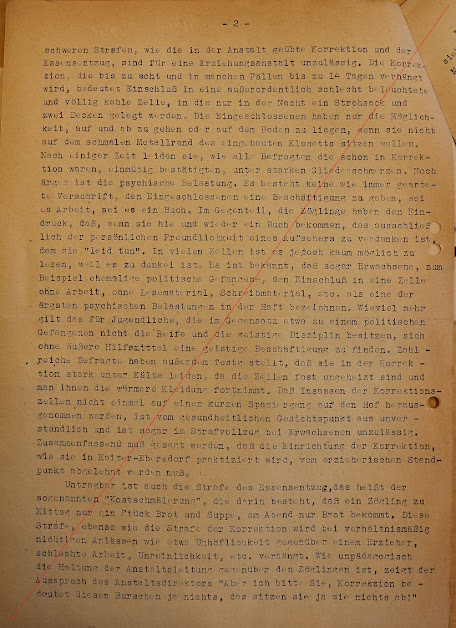 - 2 -
schweren Strafen, wie die in der Anstalt geübte Korrektion und der
Essensentzug, sind für eine Erziehungsanstalt unzulässig. Die Korrek-
tion, die bis zu acht und in manchen Fällen bis zu 14 Tagen verhängt
wird, bedeutet Einschluß in eine außerordentlich schlecht beleuchtete
und völlig kahle Zelle, in die nur in der Nacht ein Strohsack und
zwei Decken gelegt werden. Die Eingeschlossenen haben nur die Möglich-
keit, auf und ab zu gehen oder auf dem Boden zu liegen, wenn sie nicht
auf dem schmalen Metallrand des eingebauten Klosetts sitzen wollen.
Nach einiger Zeit leiden sie, wie alle Befragten die schon in Korrek-
tion waren, einmütig bestätigten, unter starken Gliederschmerzen. Noch
ärger ist die psychische Belastung. Es besteht keine wie immer gearte-
te Vorschrift, den Eingeschlossenen eine Beschäftigung zu geben, sei
es Arbeit, sei es ein Buch. Im Gegenteil, die Zöglinge haben den Ein-
druck, daß, wenn sie hie und wieder ein Buch bekommen, das ausschließ-
lich der persönlichen Freundlichkeit eines Aufsehers zu verdanken ist,
dem sie "leid tun". In vielen Zellen ist es jedoch kaum möglich zu
lesen, weil es zu dunkel ist. Es ist bekannt, daß sogar Erwachsene, zum
Beispiel ehemalige politische Gefangene, den Einschluß in eine Zelle
ohne Arbeit, ohne Lesematerial, Schreibmaterial, etc. als eine der
ärgsten psychischen Belastungen in der Haft bezeichnen. Wieviel mehr
gilt das für Jugendliche, die im Gegensatz etwa zu einem politischen
Gefangenen nicht die Reife und die geistige Disziplin besitzen, sich
ohne äußere Hilfsmittel eine geistige Beschäftigung zu finden. Zahl -
reiche Befragte haben außerdem festgestellt, daß sie in der Korrek -
tion stark unter Kälte leiden, da die Zellen fast ungeheizt sind und
man ihnen die wärmere Kleidung fortnimmt. Daß Insassen der Korrektions-
zellen nicht einmal auf einen kurzen Spaziergang auf den Hof heraus-
genommen werden, ist vom gesundheitlichen Gesichtspunkt aus unver -
ständlich und ist sogar im Strafvollzug bei Erwachsenen unzulässig.
Zusammenfassend muß gesagt werden, daß die Einrichtung der Korrektion,
wie sie in Kaiser-Ebersdorf praktiziert wird, vom erzieherischen Stand-
punkt abgelehnt werden muß.
Untragbar ist auch die Strafe des Essensentzug, das heißt der
sogenannten "Kostschmälerung", die darin besteht, daß ein Zögling zu
Mittag nur ein Stück Brot und Suppe, am Abend nur Brot bekommt. Diese
Strafe, ebenso wie die Strafe der Korrektion wird bei verhältnismäßig
nichtigen Anlässen wie etwa Unhöflichkeit gegenüber einem Erzieher,
schlechte Arbeit, Unreinlichkeit, etc. verhängt. Wie unpädagogisch
die Haltung der Anstaltsleitung gegenüber den Zöglingen ist, zeigt der
Ausspruch des Anstaltsdirektors "Aber ich bitte Sie, Korrekzion be -
deutet diesen Burschen ja nichts, das sitzen sie ja wie nichts ab!"